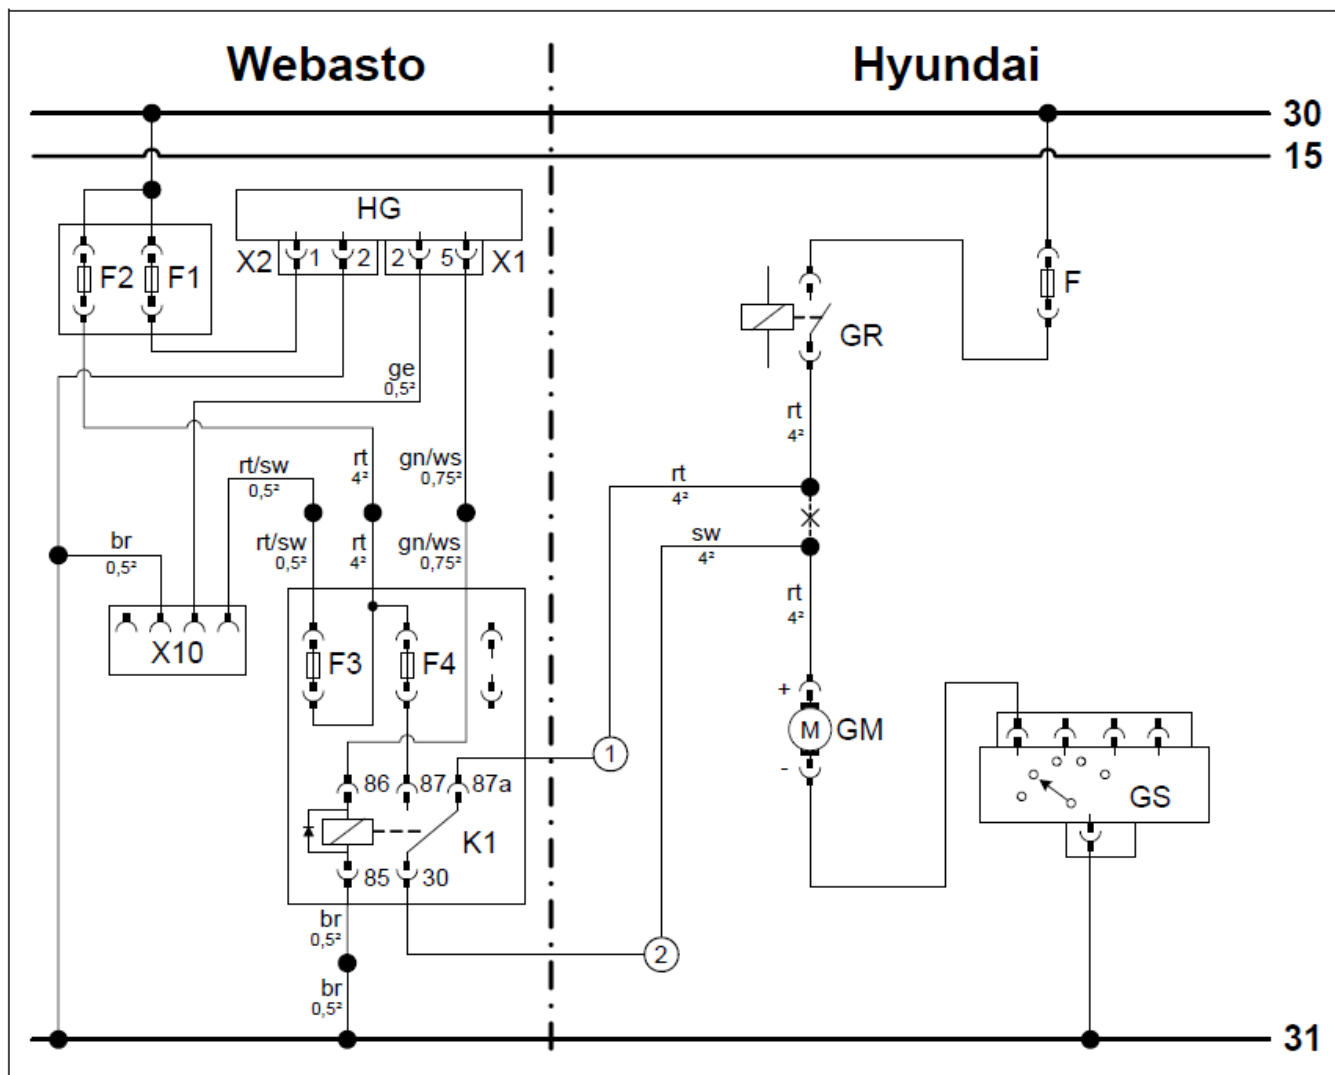 Webasto
Hyundai
30
15
HG
X2
1
2
2
5
X1
F2
F1
F
GR
ge
0,5²
rt
4²
rt/sw
0,5²
rt
4²
gn/ws
0,75²
rt
4²
sw
4²
br
0,5²
rt/sw
0,5²
rt
4²
gn/ws
0,75²
rt
4²
X10
F3
F4
+
M
GM
-
1
86
87
87a
GS
K1
85
30
br
0,5²
2
br
0,5²
31